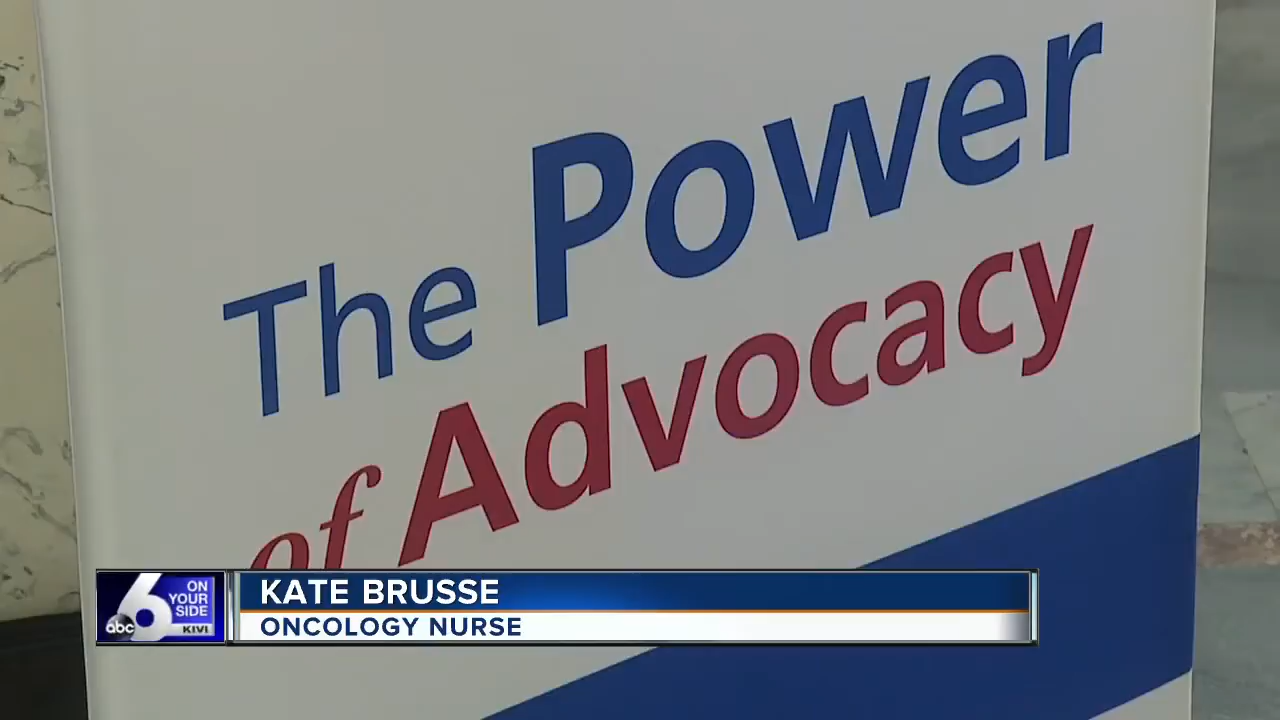 The Power
of Advocacy
abc 6 ON
YOUR
SIDE
KIVI
KATE BRUSSE
ONCOLOGY NURSE